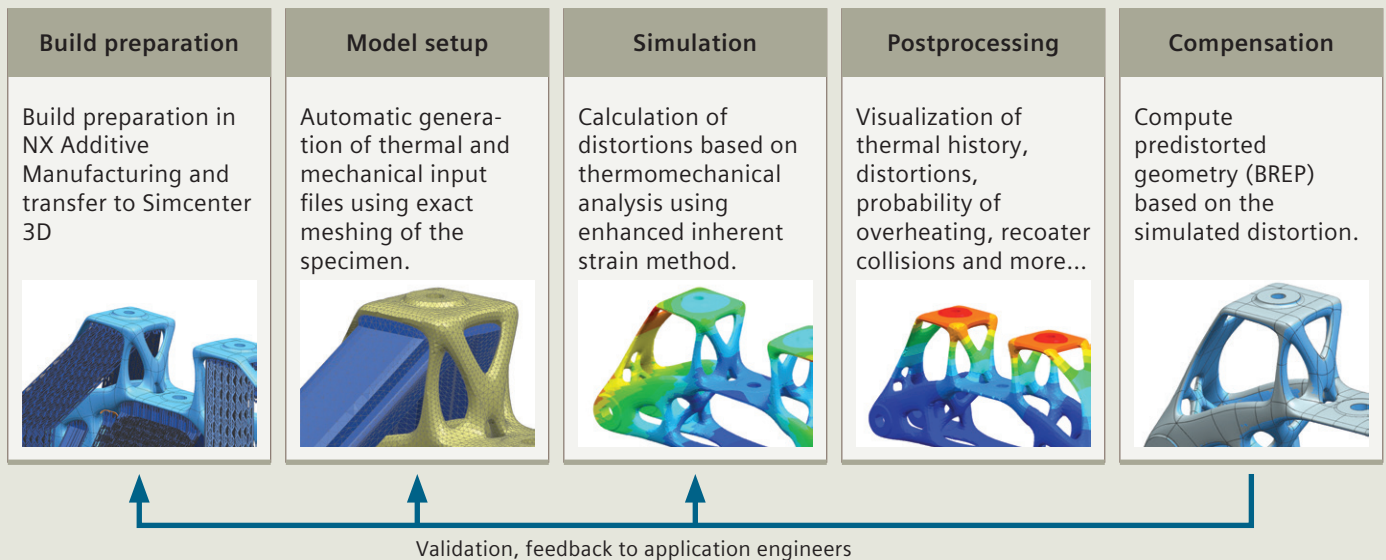 Build preparation
Build preparation in
NX Additive
Manufacturing and
transfer to Simcenter
3D
Model setup
Automatic genera-
tion of thermal and
mechanical input
files using exact
meshing of the
specimen.
Simulation
Calculation of
distortions based on
thermomechanical
analysis using
enhanced inherent
strain method.
Postprocessing
Visualization of
thermal history,
distortions,
probability of
overheating, recoater
collisions and more...
Compensation
Compute
predistorted
geometry (BREP)
based on the
simulated distortion.
Validation, feedback to application engineers